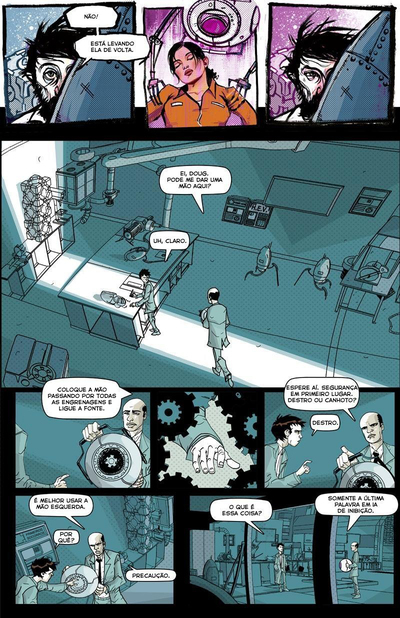 NÃO!
ESTÁ LEVANDO
ELA DE VOLTA.
EI, DOUG.
PODE ME DAR UMA
MÃO AQUI?
UH, CLARO.
COLOQUE A MÃO
PASSANDO POR TODAS
AS ENGRENAGENS E
LIGUE A FONTE.
ESPERE AÍ. SEGURANÇA
EM PRIMEIRO LUGAR.
DESTRO OU CANHOTO?
DESTRO.
É MELHOR USAR A
MÃO ESQUERDA.
POR
QUÊ?
PRECAUÇÃO.
O QUE É
ESSA COISA?
SOMENTE A ÚLTIMA
PALAVRA EM IA
DE INIBIÇÃO.